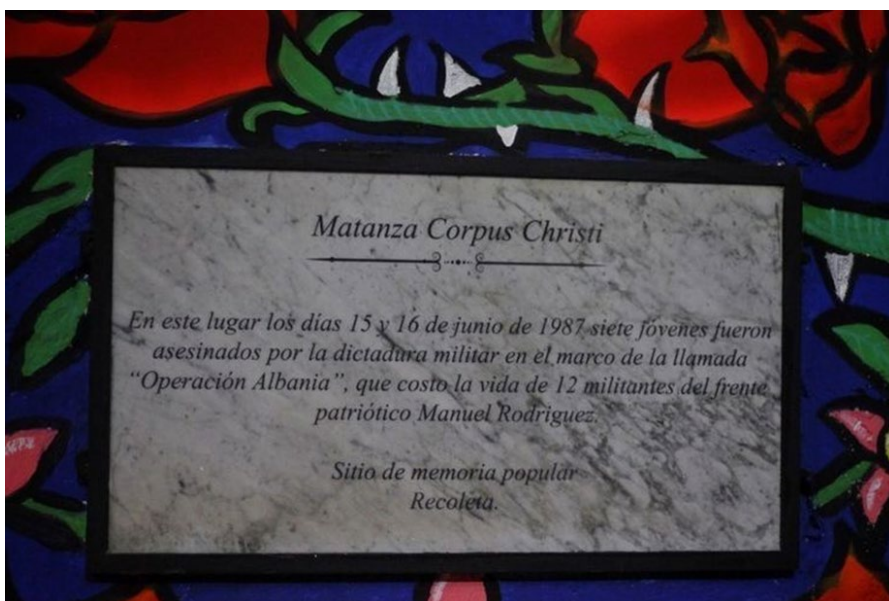 Matanza Corpus Christi
En este lugar los días 15 y 16 de junio de 1987 siete jóvenes fueron
asesinados por la dictadura militar en el marco de la llamada
"Operación Albania", que costo la vida de 12 militantes del frente
patriótico Manuel Rodriguez.
Sitio de memoria popular
Recoleta.